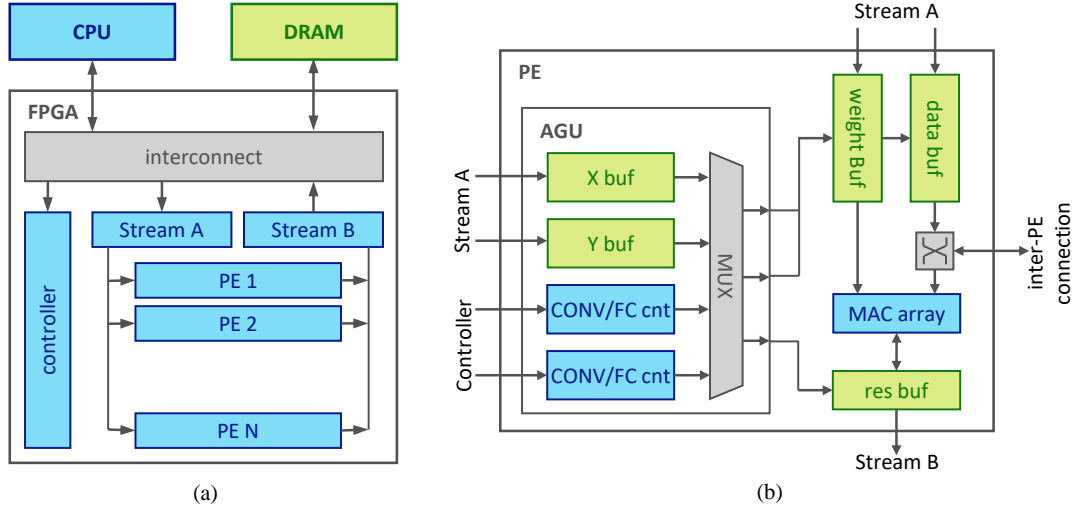 CPU
DRAM
FPGA
interconnect
controller
Stream A
Stream B
PE 1
PE 2
PE N
(a)
Stream A
PE
AGU
X buf
Y buf
CONV/FC cnt
CONV/FC cnt
MUX
Stream A
Controller
weight Buf
data buf
inter-PE
connection
MAC array
res buf
Stream B
(b)